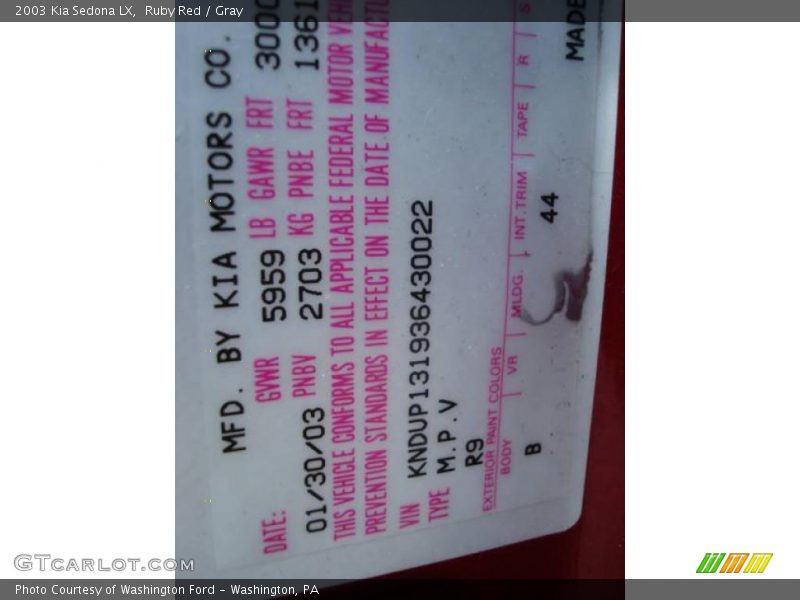 2003 Kia Sedona LX, Ruby Red / Gray
MFD. BY KIA MOTORS CO.
DATE: GVWR 5959 LB GAWR FRT
01/30/03 PNBV 2703 KG PNBE FRT 1361
THIS VEHICLE CONFORMS TO ALL APPLICABLE FEDERAL MOTOR
PREVENTION STANDARDS IN EFFECT ON THE DATE OF
VIN KNDUP131936430022
TYPE M.P.V
R9
EXTERIOR PAINT COLORS
BODY VR MLDG. INT.TRIM TAPE R S
B 44
MADE
GTCarlot.com
Photo Courtesy of Washington Ford - Washington, PA